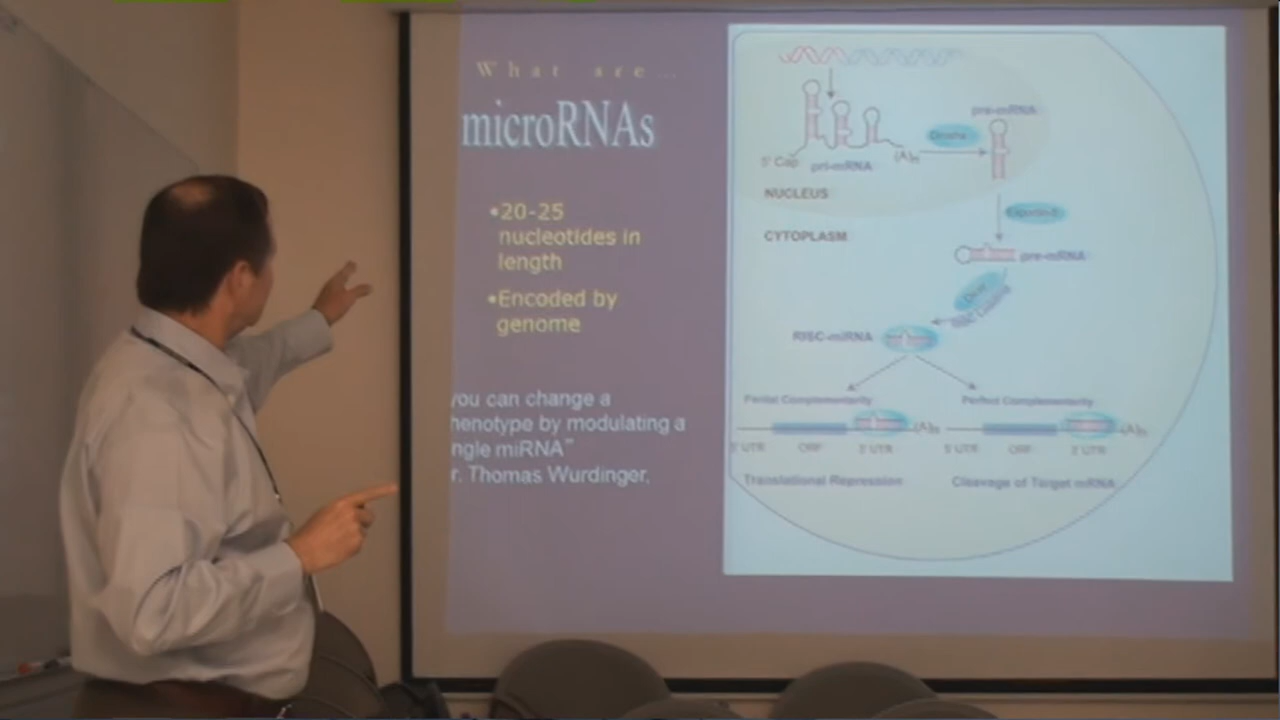 What are...
microRNAs
•20-25
nucleotides in
length
•Encoded by
genome
you can change a
henotype by modulating a
ngle miRNA”
r. Thomas Wurdinger,
pre-miRNA
Drosha
5' Cap
pri-miRNA
(A)n
NUCLEUS
CYTOPLASM
Exportin-5
pre-miRNA
Dicer
RISC-miRNA
Partial Complementarity
Perfect Complementarity
(A)n
(A)n
5' UTR
ORF
3' UTR
5' UTR
ORF
3' UTR
Translational Repression
Cleavage of Target mRNA